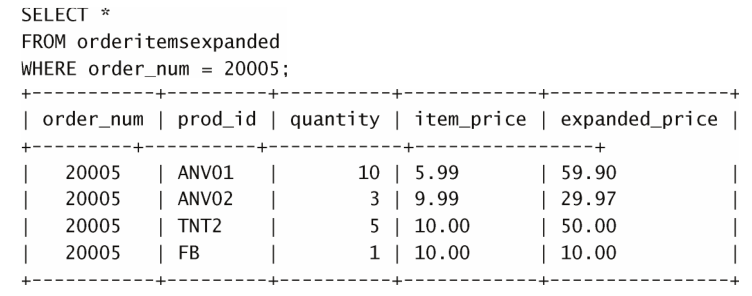 SELECT *
FROM orderitemsexpanded
WHERE order_num = 20005;
+-----------+---------+----------+------------+----------------+
| order_num | prod_id | quantity | item_price | expanded_price |
+---------+----------+------------+----------------+
| 20005 | ANV01 | 10 | 5.99 | 59.90 |
| 20005 | ANV02 | 3 | 9.99 | 29.97 |
| 20005 | TNT2 | 5 | 10.00 | 50.00 |
| 20005 | FB | 1 | 10.00 | 10.00 |
+-----------+---------+----------+------------+----------------+